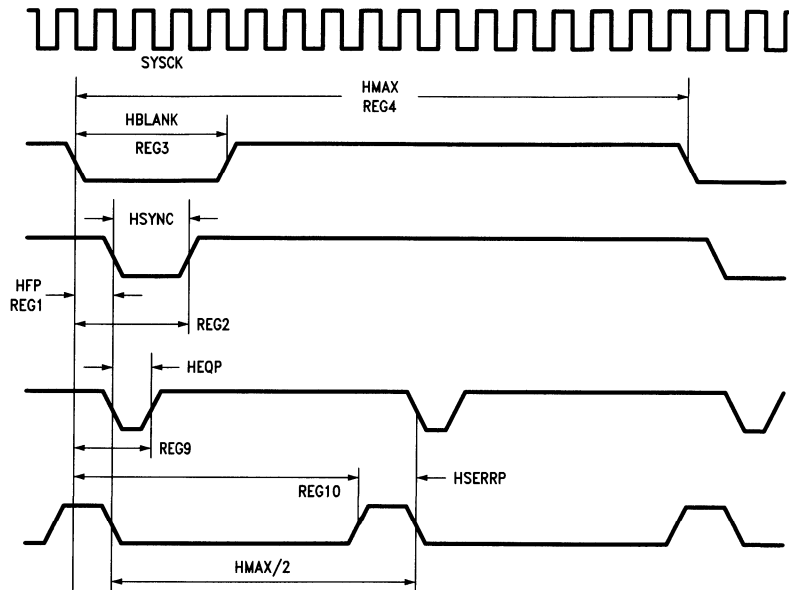 SYSCK
HMAX
REG4
HBLANK
REG3
HSYNC
HFP
REG1
REG2
HEQP
REG9
REG10
HSERRP
HMAX/2